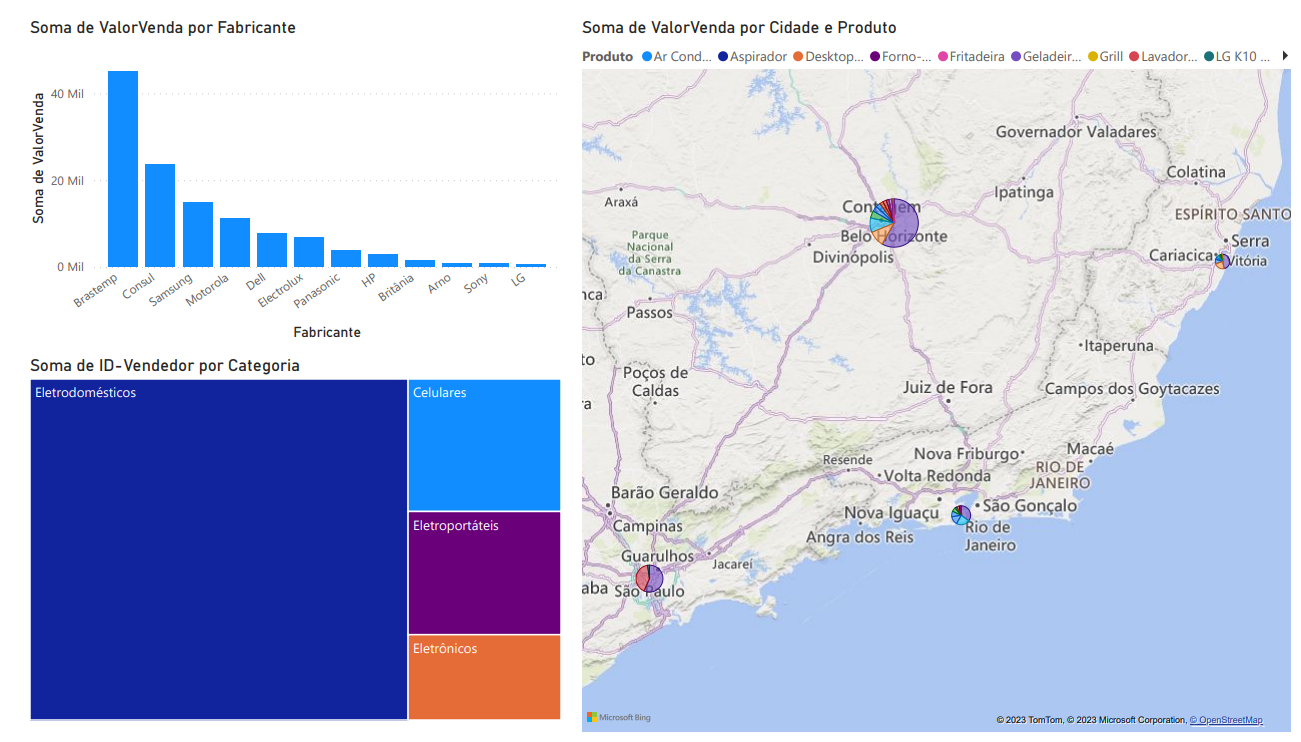 Soma de ValorVenda por Fabricante
Soma de ValorVenda
40 Mil
20 Mil
0 Mil
Brastemp
Consul
Samsung
Motorola
Dell
Electrolux
Panasonic
HP
Britânia
Arno
Sony
LG
Fabricante
Soma de ID-Vendedor por Categoria
Eletrodomésticos
Celulares
Eletroportáteis
Eletrônicos
Soma de ValorVenda por Cidade e Produto
Produto Ar Cond... Aspirador Desktop... Forno-... Fritadeira Geladeir... Grill Lavador... LG K10 ...
Governador Valadares
Colatina
Ipatinga
Araxá
ESPÍRITO SANTO
Belo Horizonte
Serra
Parque
Nacional
da Serra
da Canastra
Cariacica
Vitória
Divinópolis
nca
Passos
Itaperuna
to
Poços de
Caldas
ra
Juiz de Fora
Campos dos Goytacazes
Macaé
Nova Friburgo
Resende
RIO DE
JANEIRO
Volta Redonda
Barão Geraldo
São Gonçalo
Nova Iguaçu
Campinas
Rio de
Janeiro
Angra dos Reis
Guarulhos
Jacareí
aba
São Paulo
Microsoft Bing
© 2023 TomTom, © 2023 Microsoft Corporation, © OpenStreetMap